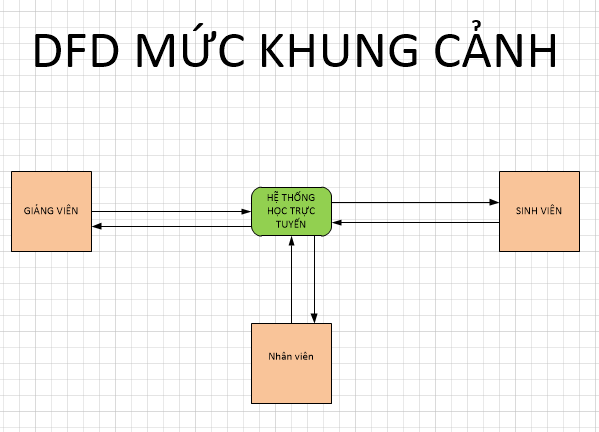 DFD MỨC KHUNG CẢNH
GIẢNG VIÊN
HỆ THỐNG
HỌC TRỰC
TUYẾN
SINH VIÊN
Nhân viên